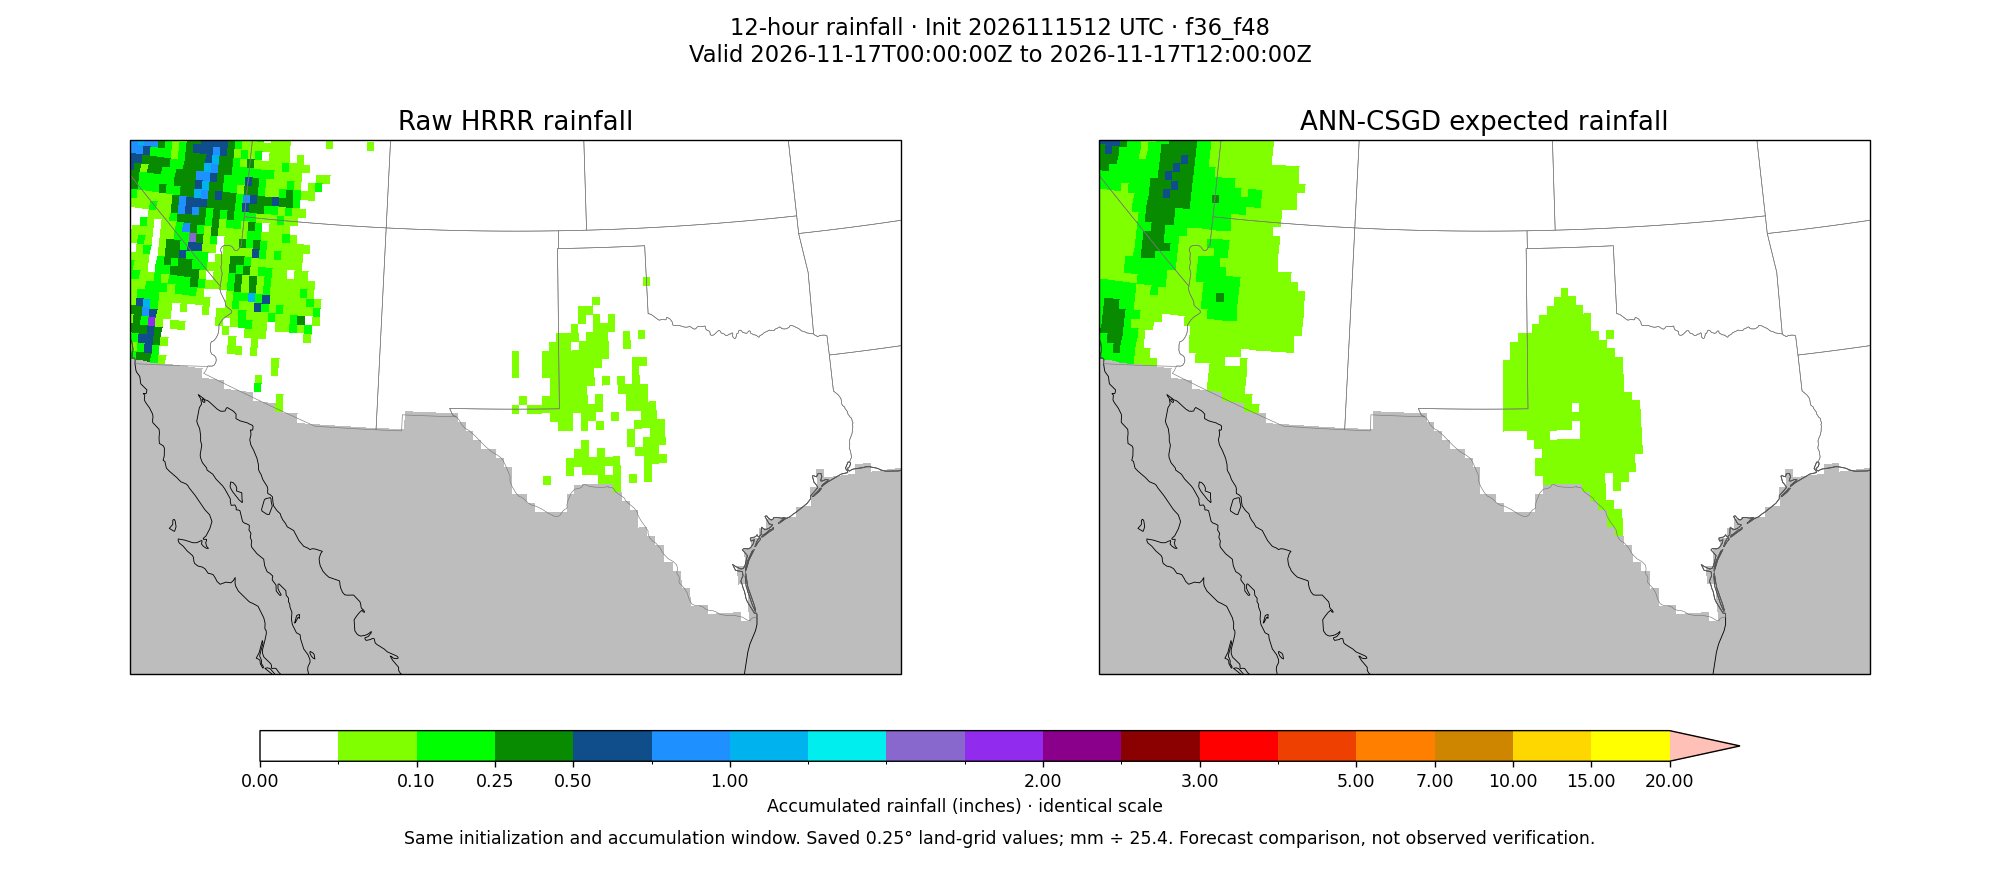 12-hour rainfall · Init 2026111512 UTC · f36_f48
Valid 2026-11-17T00:00:00Z to 2026-11-17T12:00:00Z
Raw HRRR rainfall
ANN-CSGD expected rainfall
0.00 0.10 0.25 0.50 1.00 2.00 3.00 5.00 7.00 10.00 15.00 20.00
Accumulated rainfall (inches) · identical scale
Same initialization and accumulation window. Saved 0.25° land-grid values; mm ÷ 25.4. Forecast comparison, not observed verification.